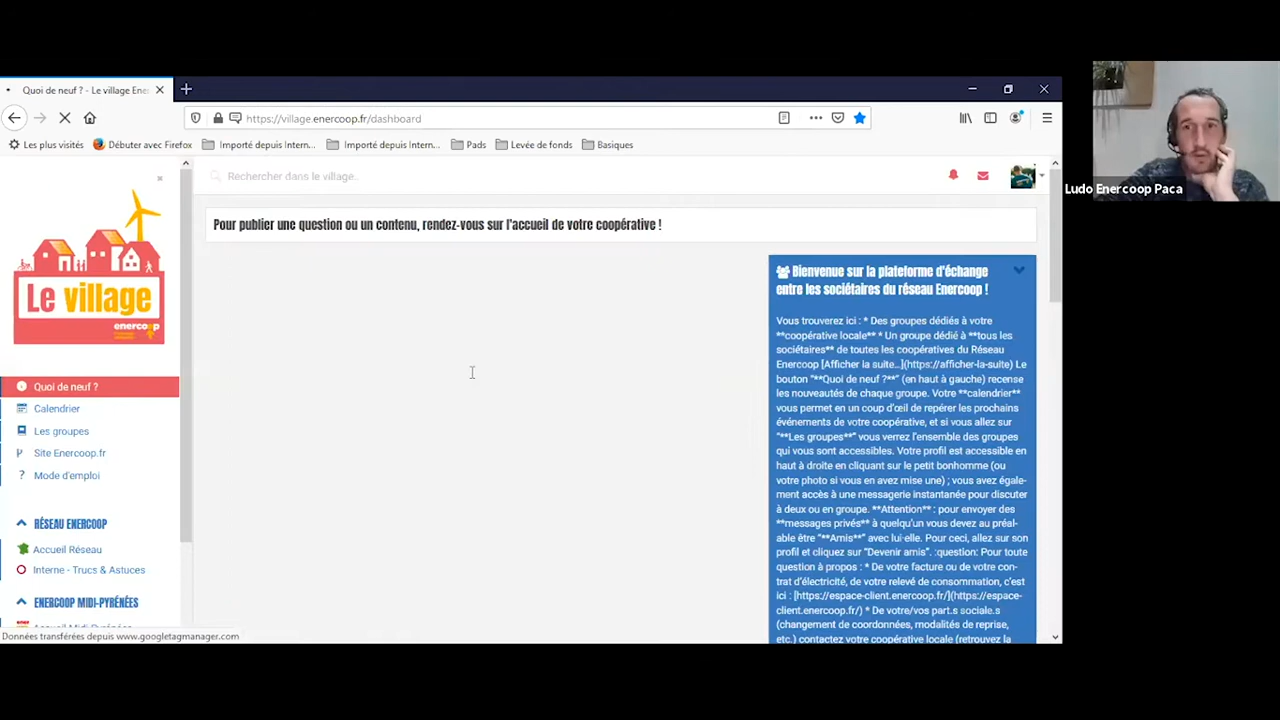 Quoi de neuf ? - Le village Ene
https://village.enercoop.fr/dashboard
Les plus visités
Débuter avec Firefox
Importé depuis Intern...
Importé depuis Intern...
Pads
Levée de fonds
Basiques
Rechercher dans le village.
Ludo Enercoop Paca
Le village
enercoop
Pour publier une question ou un contenu, rendez-vous sur l'accueil de votre coopérative !
Quoi de neuf ?
Calendrier
Les groupes
Site Enercoop.fr
? Mode d'emploi
RÉSEAU ENERCOOP
Accueil Réseau
Interne - Trucs & Astuces
ENERCOOP MIDI-PYRÉNÉES
Accueil Midi-Pyrénées
Données transférées depuis www.googletagmanager.com
Bienvenue sur la plateforme d'échange
entre les sociétaires du réseau Enercoop !
Vous trouverez ici : * Des groupes dédiés à votre
**coopérative locale** * Un groupe dédié à **tous les
sociétaires** de toutes les coopératives du Réseau
Enercoop [Afficher la suite...](https://afficher-la-suite) Le
bouton "**Quoi de neuf ?**" (en haut à gauche) recense
les nouveautés de chaque groupe. Votre **calendrier**
vous permet en un coup d'œil de repérer les prochains
événements de votre coopérative, et si vous allez sur
"**Les groupes**" vous verrez l'ensemble des groupes
qui vous sont accessibles. Votre profil est accessible en
haut à droite en cliquant sur le petit bonhomme (ou
votre photo si vous en avez mise une) ; vous avez égale-
ment accès à une messagerie instantanée pour discuter
à deux ou en groupe. **Attention** : pour envoyer des
**messages privés** à quelqu'un vous devez au préal-
able être "**Amis**" avec lui·elle. Pour ceci, allez sur son
profil et cliquez sur "Devenir amis". :question: Pour toute
question à propos : * De votre facture ou de votre con-
trat d'électricité, de votre relevé de consommation, c'est
ici : [https://espace-client.enercoop.fr/](https://espace-
client.enercoop.fr/) * De votre/vos part.s sociale.s
(changement de coordonnées, modalités de reprise,
etc.) contactez votre coopérative locale (retrouvez la